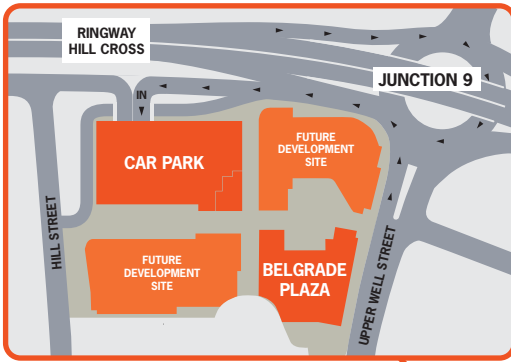 RINGWAY
HILL CROSS
JUNCTION 9
IN
CAR PARK
FUTURE
DEVELOPMENT
SITE
HILL STREET
FUTURE
DEVELOPMENT
SITE
BELGRADE
PLAZA
UPPER WELL STREET